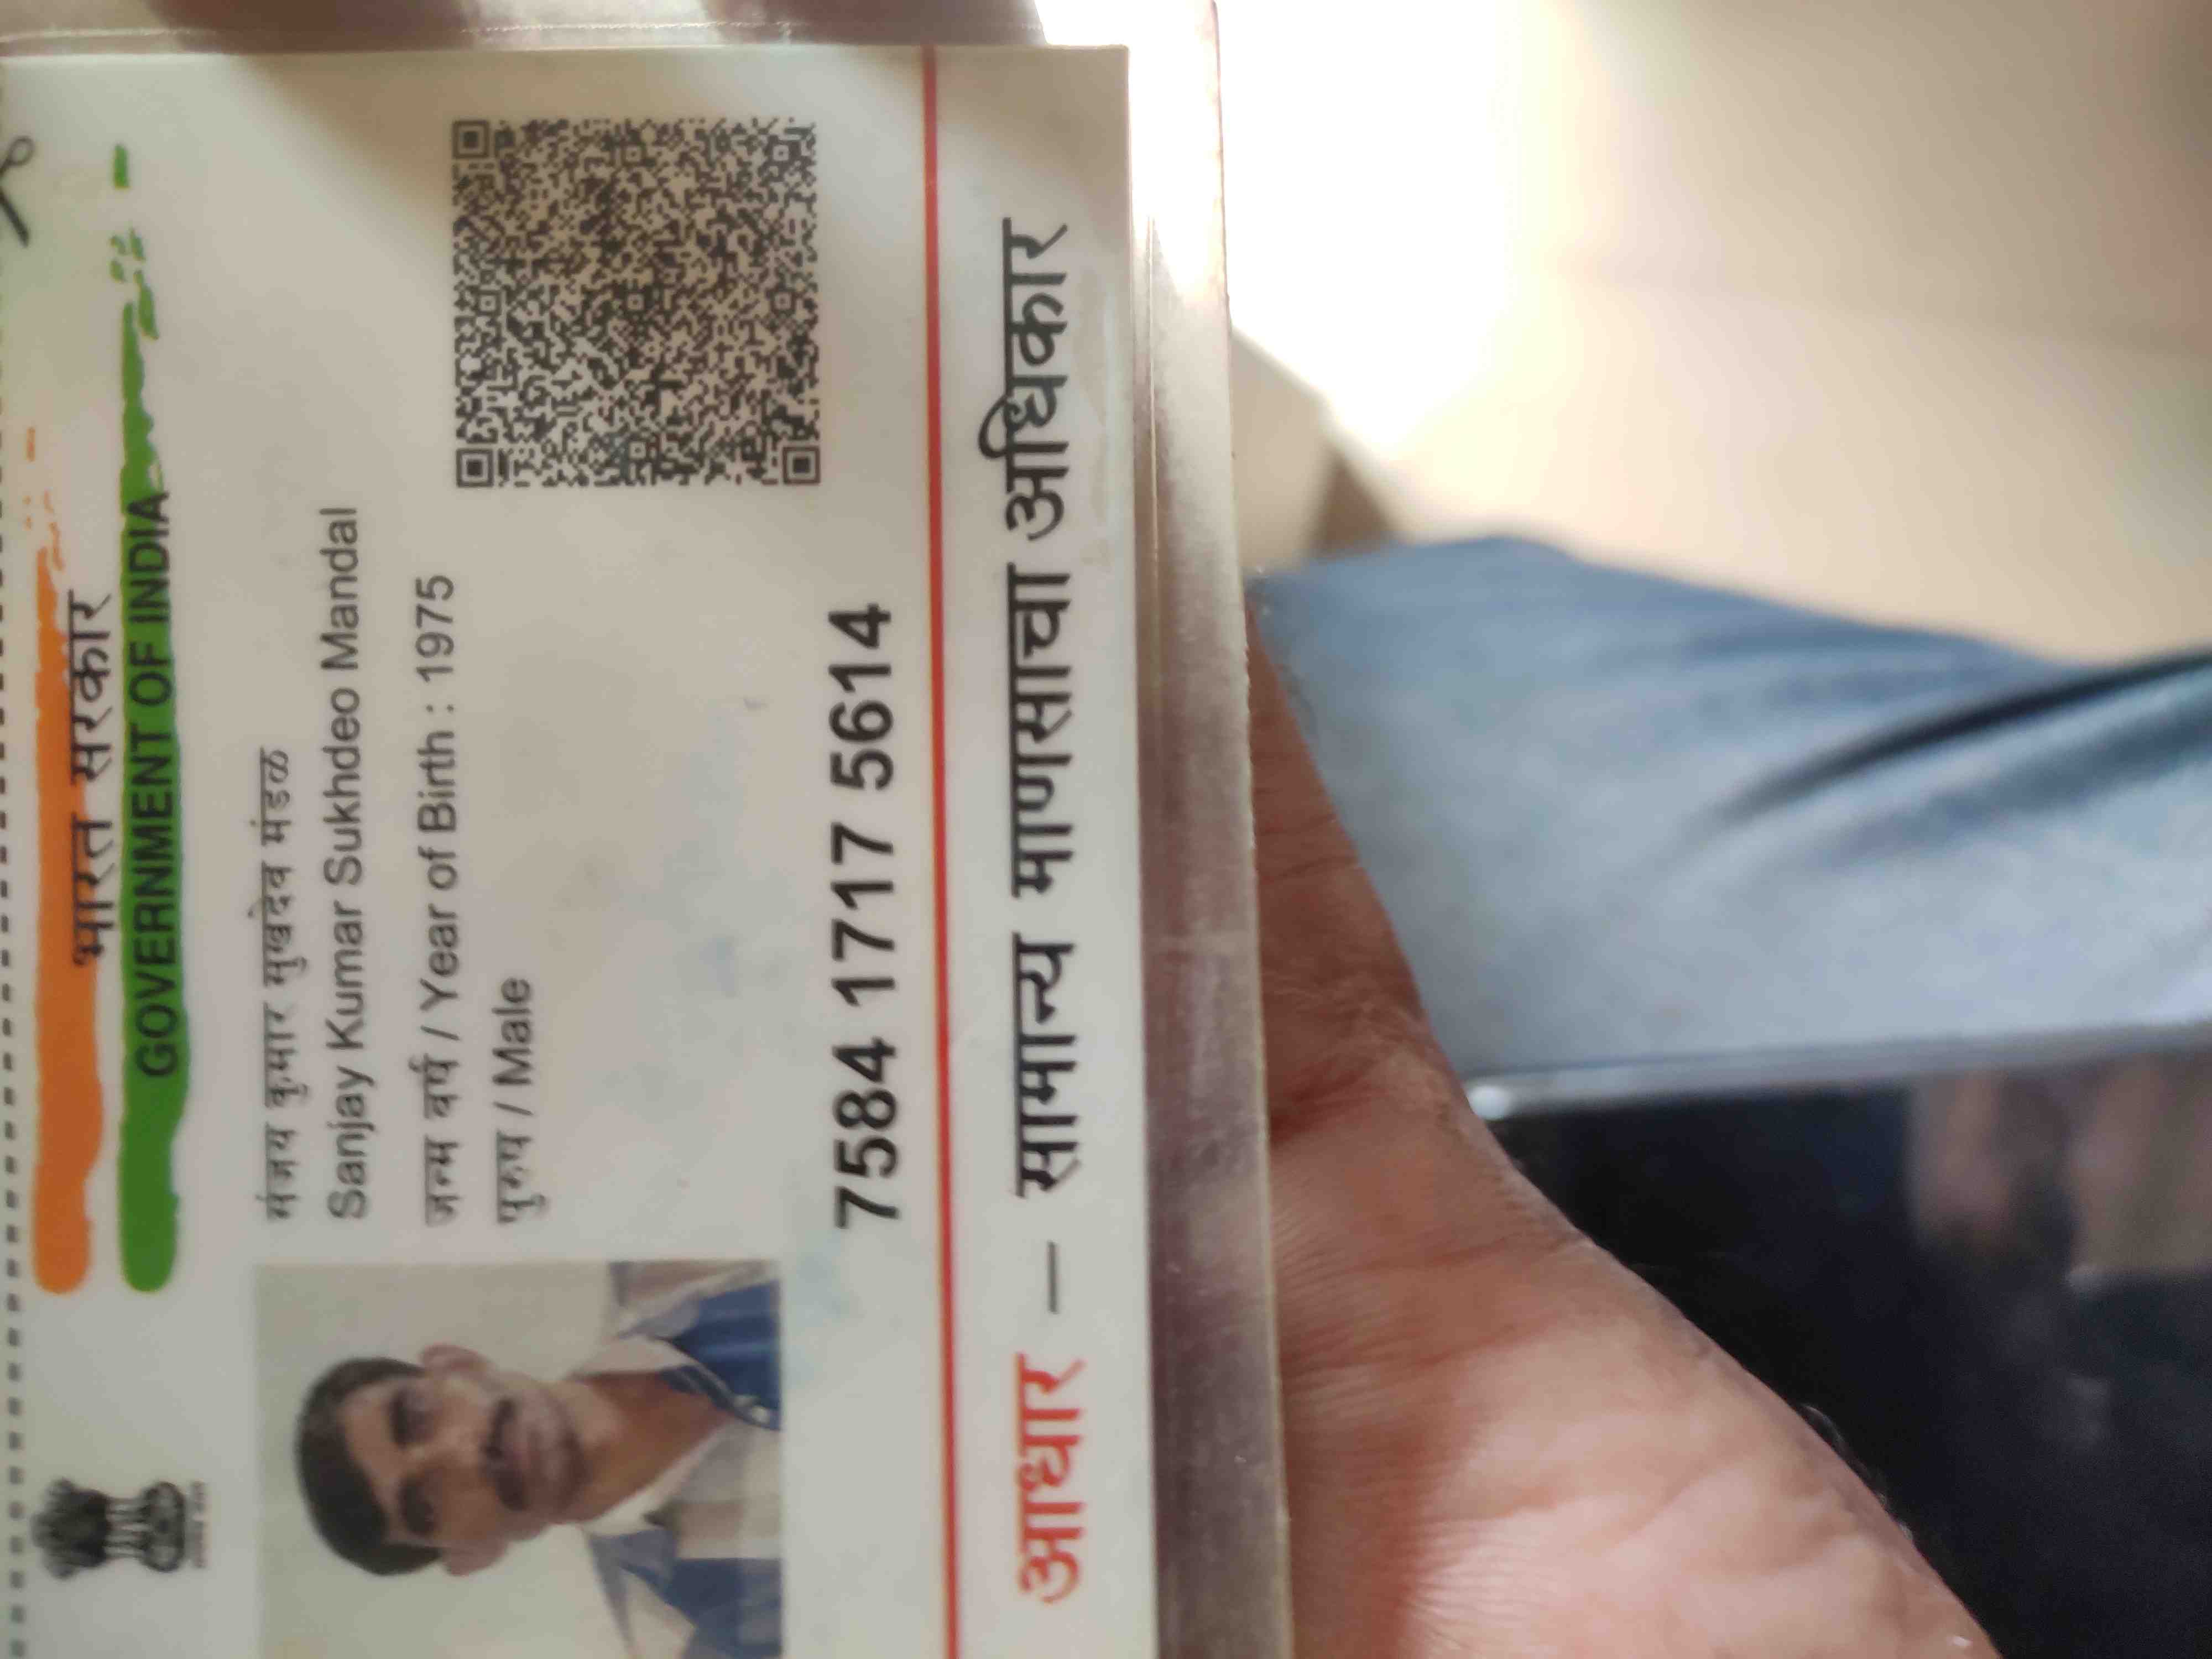 भारत सरकार
GOVERNMENT OF INDIA
संजय कुमार सुखदेव मंडळ
Sanjay Kumar Sukhdeo Mandal
जन्म वर्ष / Year of Birth : 1975
पुरुष / Male
7584 1717 5614
आधार – सामान्य माणसाचा अधिकार